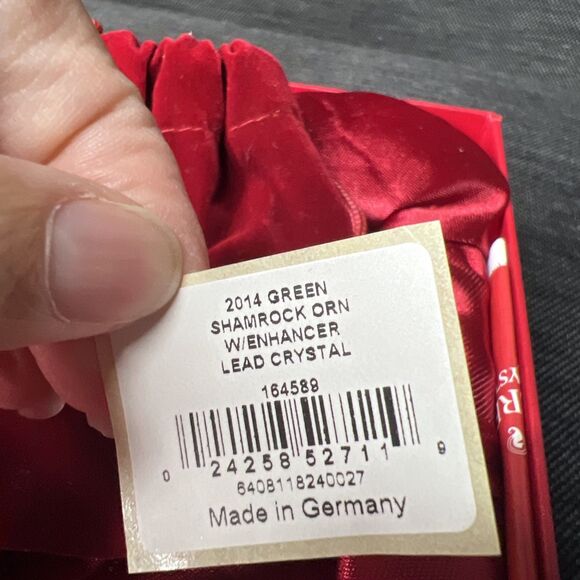 2014 GREEN
SHAMROCK ORN
W/ENHANCER
LEAD CRYSTAL
164589
0 24258 52711 9
6408118240027
Made in Germany